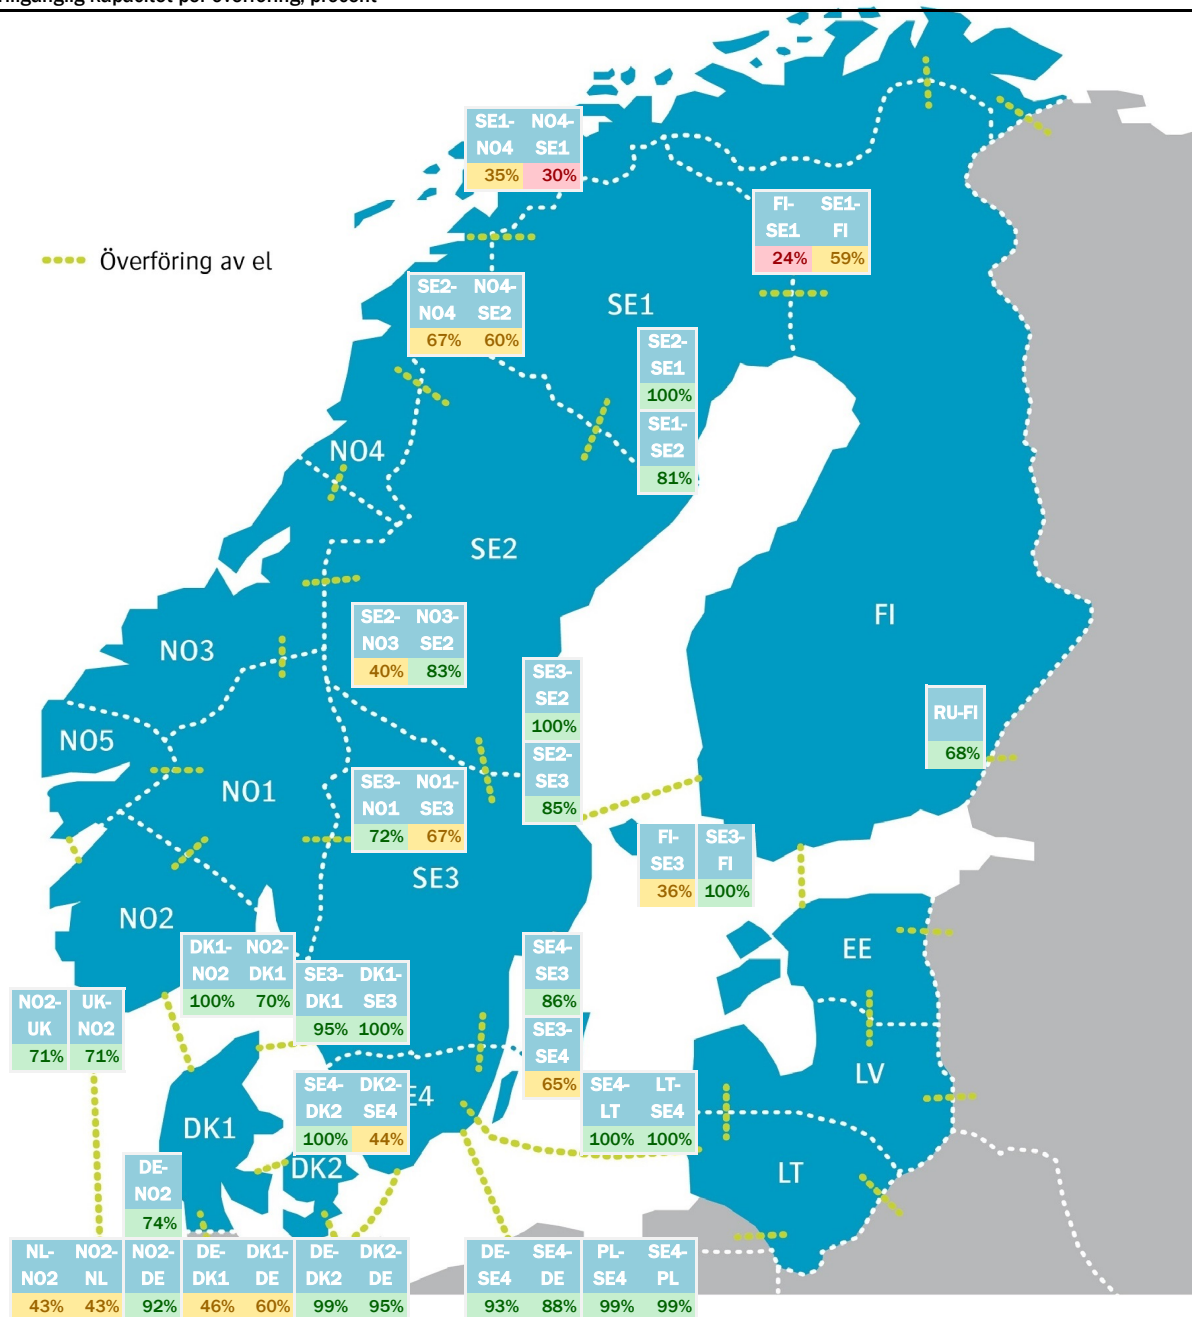 Tillgänglig kapacitet per överföring, procent
SE1- NO4-
NO4 SE1
35% 30%
FI- SE1-
SE1 FI
24% 59%
Överföring av el
SE2- NO4-
NO4 SE2
67% 60%
SE1
SE2-
SE1
100%
SE1-
SE2
81%
NO4
SE2
SE2- NO3-
NO3 SE2
40% 83%
FI
NO3
SE3-
SE2
100%
SE2-
SE3
85%
RU-FI
68%
NO5
NO1
SE3- NO1-
NO1 SE3
72% 67%
SE3
FI- SE3-
SE3 FI
36% 100%
NO2
DK1- NO2-
NO2 DK1
100% 70%
SE3- DK1-
DK1 SE3
95% 100%
SE4-
SE3
86%
SE3-
SE4
65%
EE
NO2- UK-
UK NO2
71% 71%
SE4- DK2-
DK2 SE4
100% 44%
E4
SE4- LT-
LT SE4
100% 100%
LV
DK1
DK2
LT
DE-
NO2
74%
NL- NO2- NO2- DE- DK1- DE- DK2- DE- SE4- PL- SE4-
NO2 NL DE DK1 DE DK2 DE SE4 DE SE4 PL
43% 43% 92% 46% 60% 99% 95% 93% 88% 99% 99%